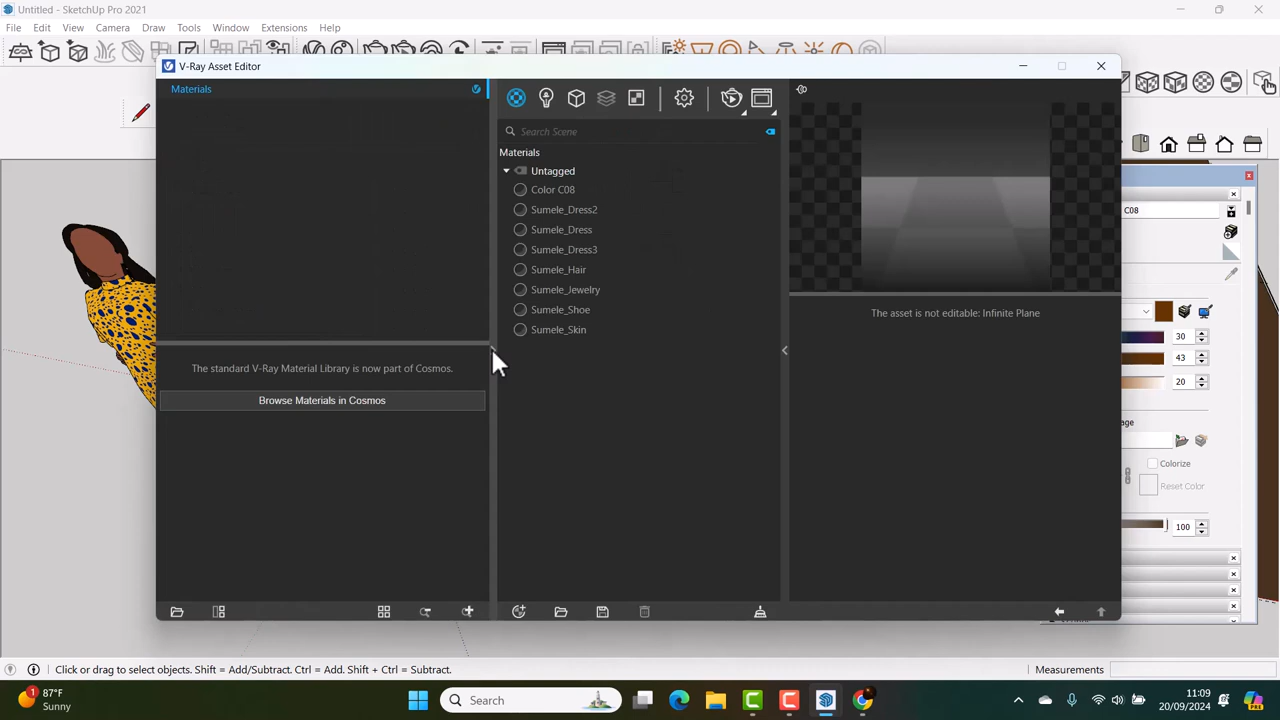 Untitled - SketchUp Pro 2021
File Edit View Camera Draw Tools Window Extensions Help
V-Ray Asset Editor
Materials
Search Scene
Materials
Untagged
Color C08
Sumele_Dress2
Sumele_Dress
Sumele_Dress3
Sumele_Hair
Sumele_Jewelry
Sumele_Shoe
Sumele_Skin
The standard V-Ray Material Library is now part of Cosmos.
Browse Materials in Cosmos
The asset is not editable: Infinite Plane
C08
30
43
20
Colorize
Reset Color
100
Click or drag to select objects. Shift = Add/Subtract. Ctrl = Add. Shift + Ctrl = Subtract.
Measurements
1
87°F
Sunny
Search
11:09
20/09/2024